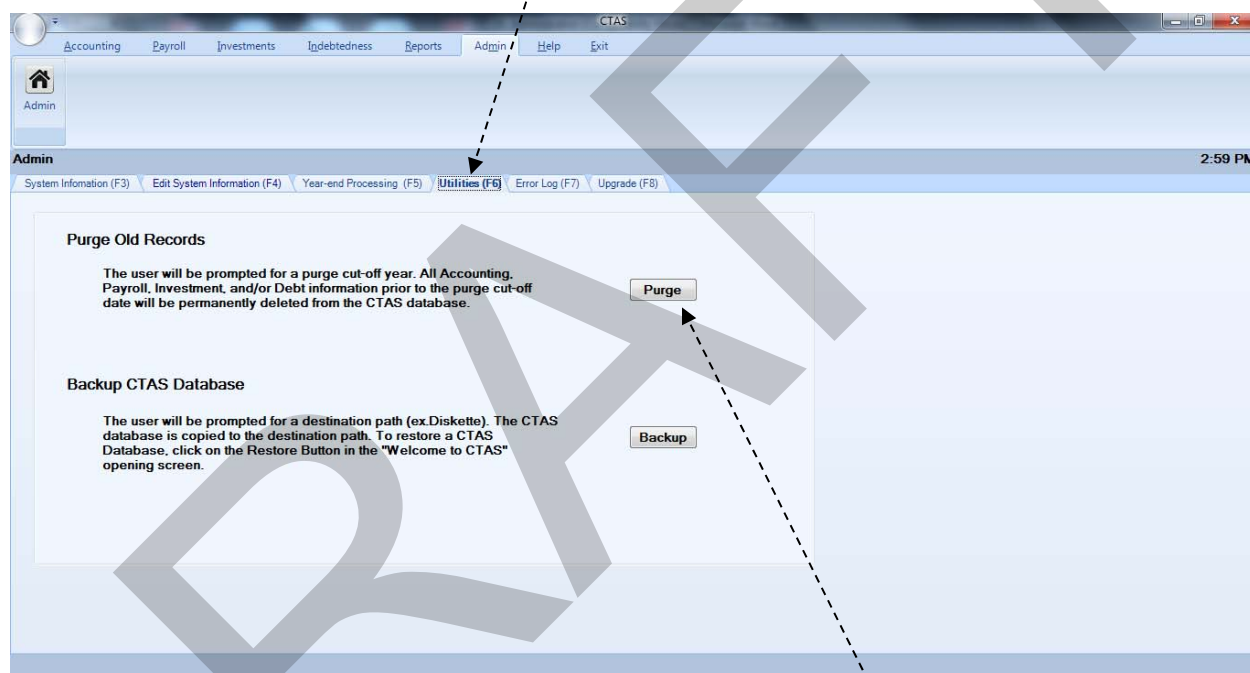 CTAS
Accounting Payroll Investments Indebtedness Reports Admin Help Exit
Admin
Admin 2:59 PM
System Infomation (F3) Edit System Information (F4) Year-end Processing (F5) Utilities (F6) Error Log (F7) Upgrade (F8)
Purge Old Records
The user will be prompted for a purge cut-off year. All Accounting,
Payroll, Investment, and/or Debt information prior to the purge cut-off
date will be permanently deleted from the CTAS database.
Purge
Backup CTAS Database
The user will be prompted for a destination path (ex.Diskette). The CTAS
database is copied to the destination path. To restore a CTAS
Database, click on the Restore Button in the "Welcome to CTAS"
opening screen.
Backup